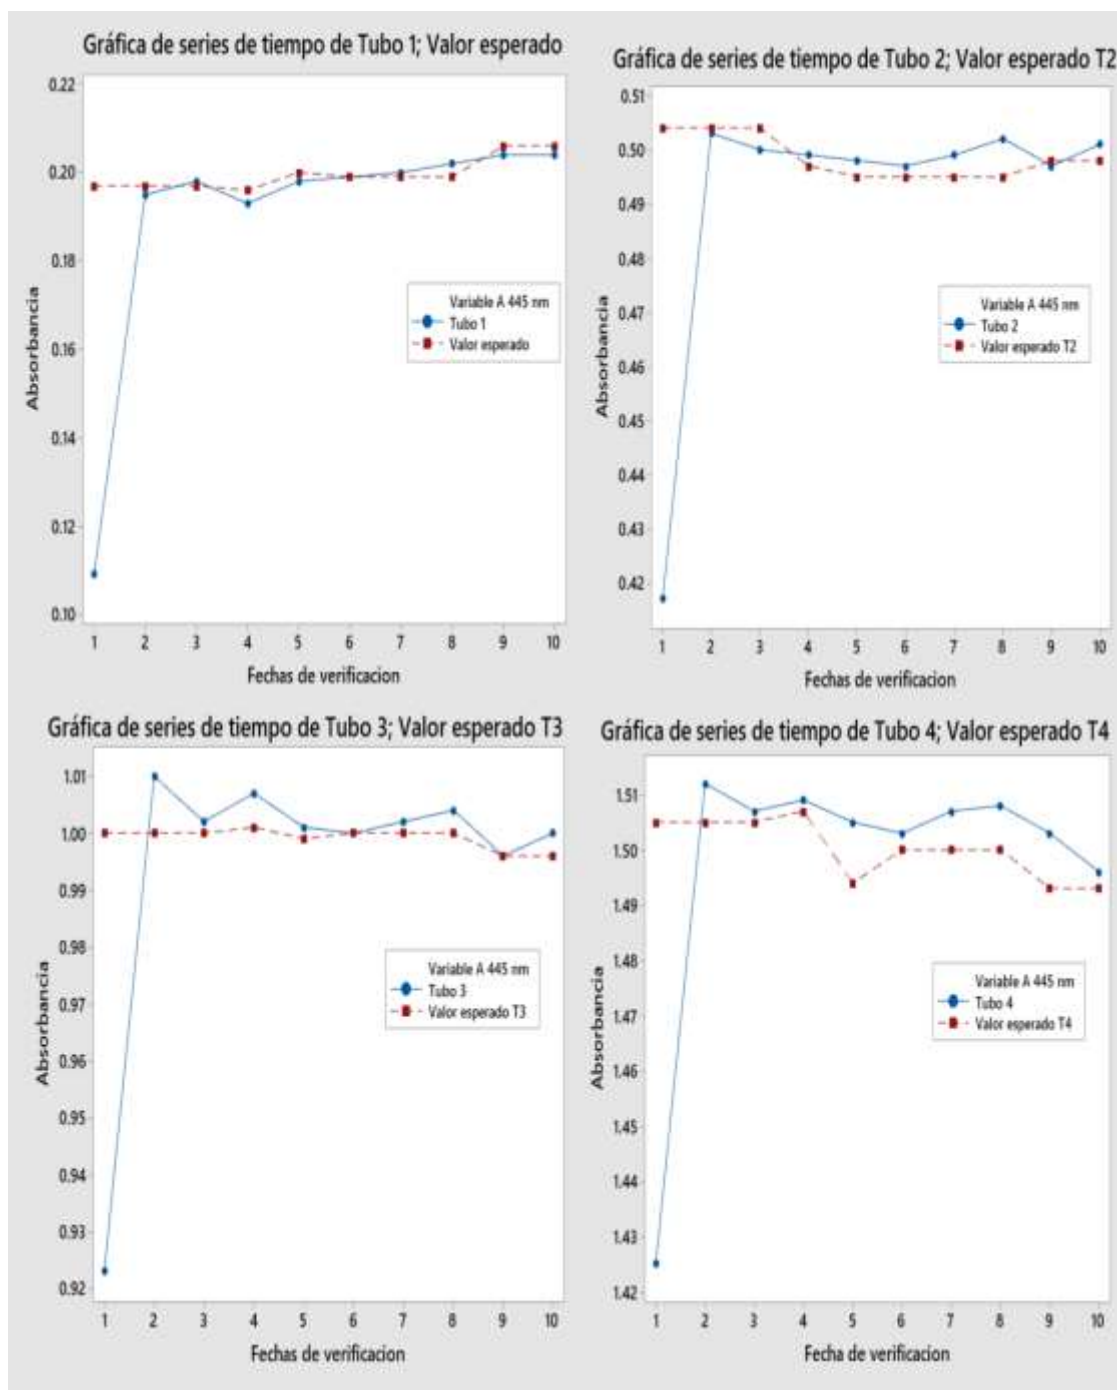 Gráfica de series de tiempo de Tubo 1; Valor esperado
0.22
0.20
0.18
0.16
0.14
0.12
0.10
Absorbancia
Variable A 445 nm
Tubo 1
Valor esperado
1 2 3 4 5 6 7 8 9 10
Fechas de verificacion
Gráfica de series de tiempo de Tubo 2; Valor esperado T2
0.51
0.50
0.49
0.48
0.47
0.46
0.45
0.44
0.43
0.42
Absorbancia
Variable A 445 nm
Tubo 2
Valor esperado T2
1 2 3 4 5 6 7 8 9 10
Fechas de verificacion
Gráfica de series de tiempo de Tubo 3; Valor esperado T3
1.01
1.00
0.99
0.98
0.97
0.96
0.95
0.94
0.93
0.92
Absorbancia
Variable A 445 nm
Tubo 3
Valor esperado T3
1 2 3 4 5 6 7 8 9 10
Fechas de verificacion
Gráfica de series de tiempo de Tubo 4; Valor esperado T4
1.51
1.50
1.49
1.48
1.47
1.46
1.45
1.44
1.43
1.42
Absorbancia
Variable A 445 nm
Tubo 4
Valor esperado T4
1 2 3 4 5 6 7 8 9 10
Fecha de verificacion